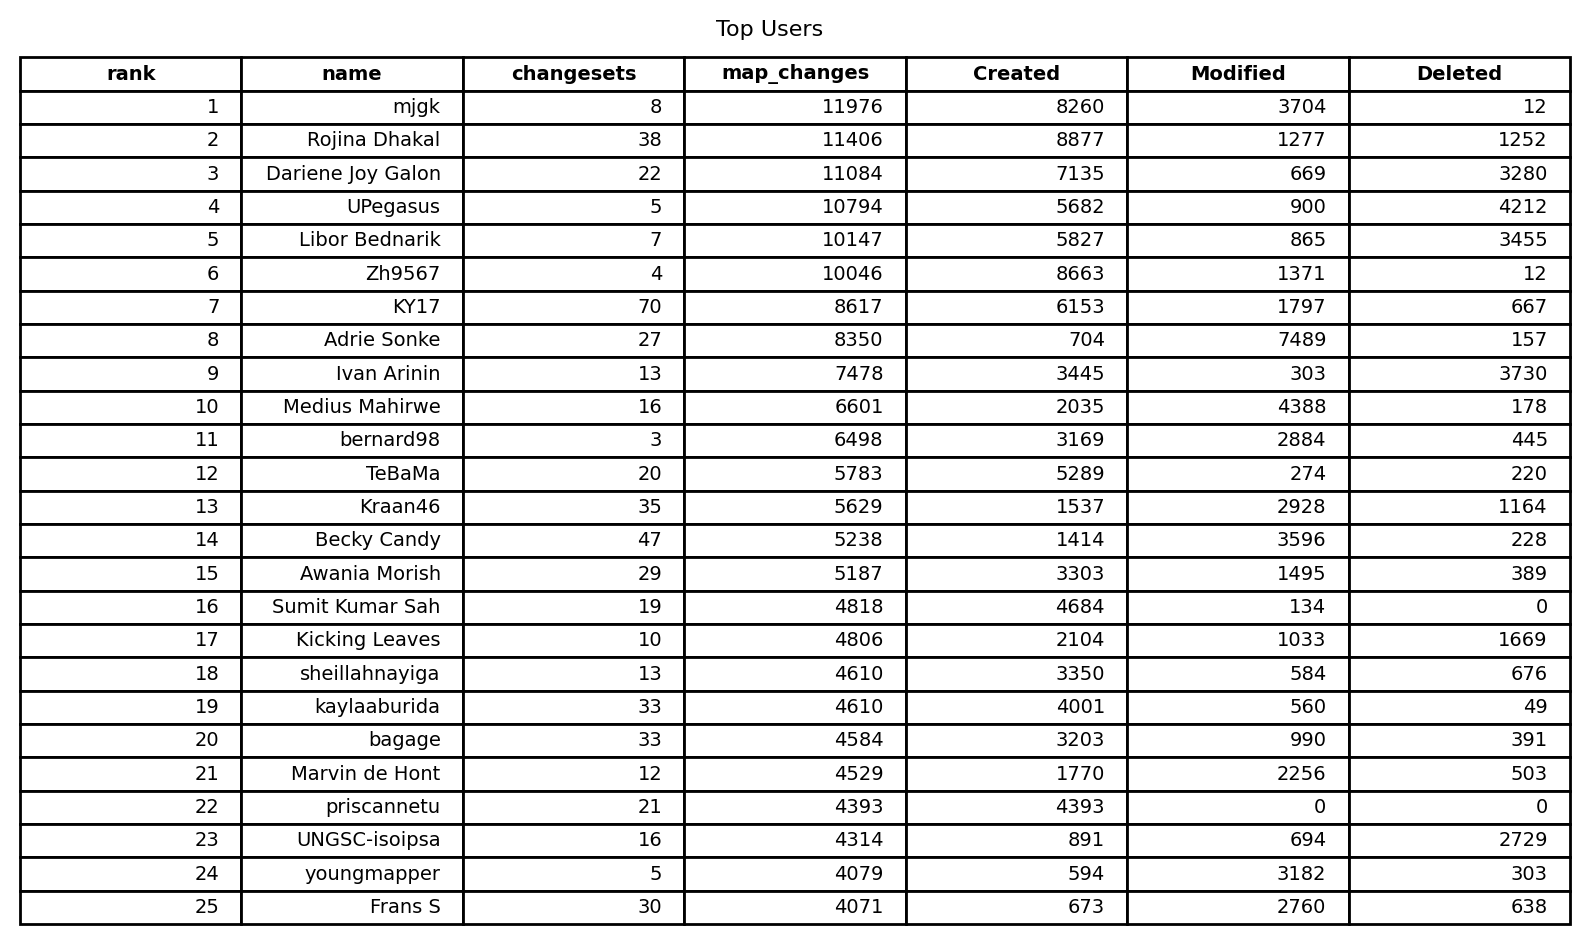 Top Users
rank name changesets map_changes Created Modified Deleted
1 mjgk 8 11976 8260 3704 12
2 Rojina Dhakal 38 11406 8877 1277 1252
3 Dariene Joy Galon 22 11084 7135 669 3280
4 UPegasus 5 10794 5682 900 4212
5 Libor Bednarik 7 10147 5827 865 3455
6 Zh9567 4 10046 8663 1371 12
7 KY17 70 8617 6153 1797 667
8 Adrie Sonke 27 8350 704 7489 157
9 Ivan Arinin 13 7478 3445 303 3730
10 Medius Mahirwe 16 6601 2035 4388 178
11 bernard98 3 6498 3169 2884 445
12 TeBaMa 20 5783 5289 274 220
13 Kraan46 35 5629 1537 2928 1164
14 Becky Candy 47 5238 1414 3596 228
15 Awania Morish 29 5187 3303 1495 389
16 Sumit Kumar Sah 19 4818 4684 134 0
17 Kicking Leaves 10 4806 2104 1033 1669
18 sheillahnayiga 13 4610 3350 584 676
19 kaylaaburida 33 4610 4001 560 49
20 bagage 33 4584 3203 990 391
21 Marvin de Hont 12 4529 1770 2256 503
22 priscannetu 21 4393 4393 0 0
23 UNGSC-isoipsa 16 4314 891 694 2729
24 youngmapper 5 4079 594 3182 303
25 Frans S 30 4071 673 2760 638